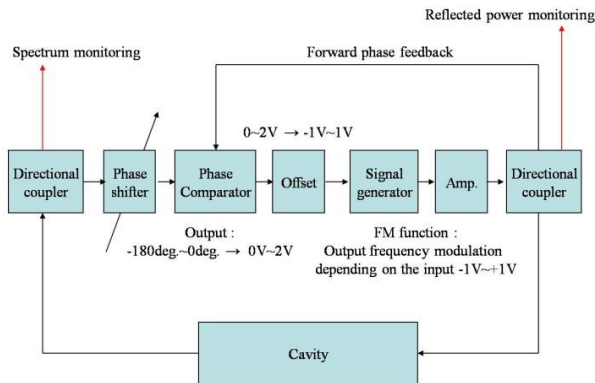 Reflected power monitoring
Spectrum monitoring
Forward phase feedback
0~2V → -1V~1V
Directional
coupler
Phase
shifter
Phase
Comparator
Offset
Signal
generator
Amp.
Directional
coupler
Output :
-180deg.~0deg. → 0V~2V
FM function :
Output frequency modulation
depending on the input -1V~+1V
Cavity